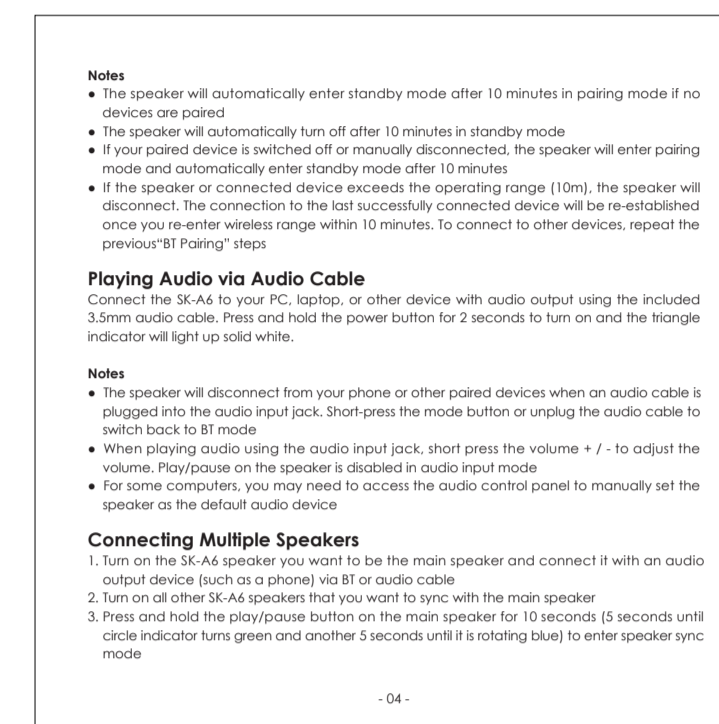 Notes
● The speaker will automatically enter standby mode after 10 minutes in pairing mode if no
devices are paired
● The speaker will automatically turn off after 10 minutes in standby mode
● If your paired device is switched off or manually disconnected, the speaker will enter pairing
mode and automatically enter standby mode after 10 minutes
● If the speaker or connected device exceeds the operating range (10m), the speaker will
disconnect. The connection to the last successfully connected device will be re-established
once you re-enter wireless range within 10 minutes. To connect to other devices, repeat the
previous“BT Pairing” steps
Playing Audio via Audio Cable
Connect the SK-A6 to your PC, laptop, or other device with audio output using the included
3.5mm audio cable. Press and hold the power button for 2 seconds to turn on and the triangle
indicator will light up solid white.
Notes
● The speaker will disconnect from your phone or other paired devices when an audio cable is
plugged into the audio input jack. Short-press the mode button or unplug the audio cable to
switch back to BT mode
● When playing audio using the audio input jack, short press the volume + / - to adjust the
volume. Play/pause on the speaker is disabled in audio input mode
● For some computers, you may need to access the audio control panel to manually set the
speaker as the default audio device
Connecting Multiple Speakers
1. Turn on the SK-A6 speaker you want to be the main speaker and connect it with an audio
output device (such as a phone) via BT or audio cable
2. Turn on all other SK-A6 speakers that you want to sync with the main speaker
3. Press and hold the play/pause button on the main speaker for 10 seconds (5 seconds until
circle indicator turns green and another 5 seconds until it is rotating blue) to enter speaker sync
mode
- 04 -